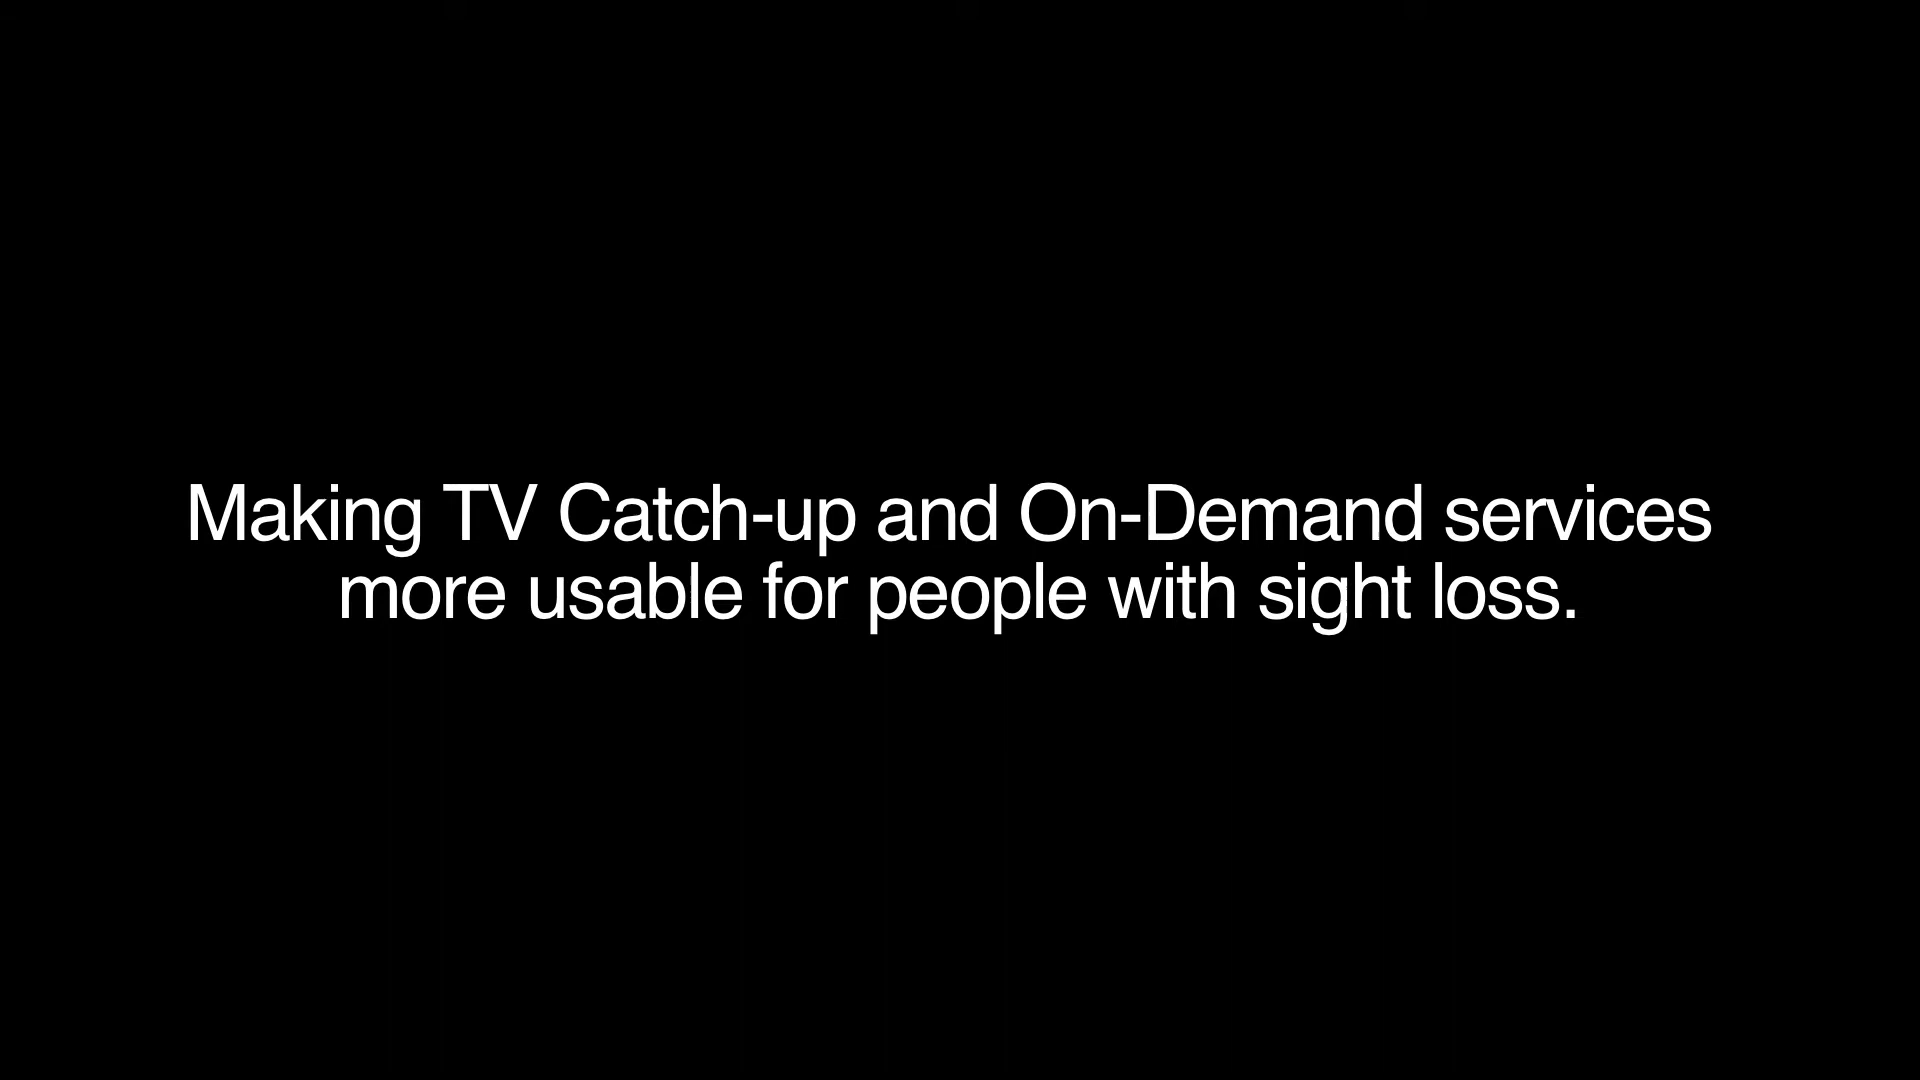 Making TV Catch-up and On-Demand services
more usable for people with sight loss.